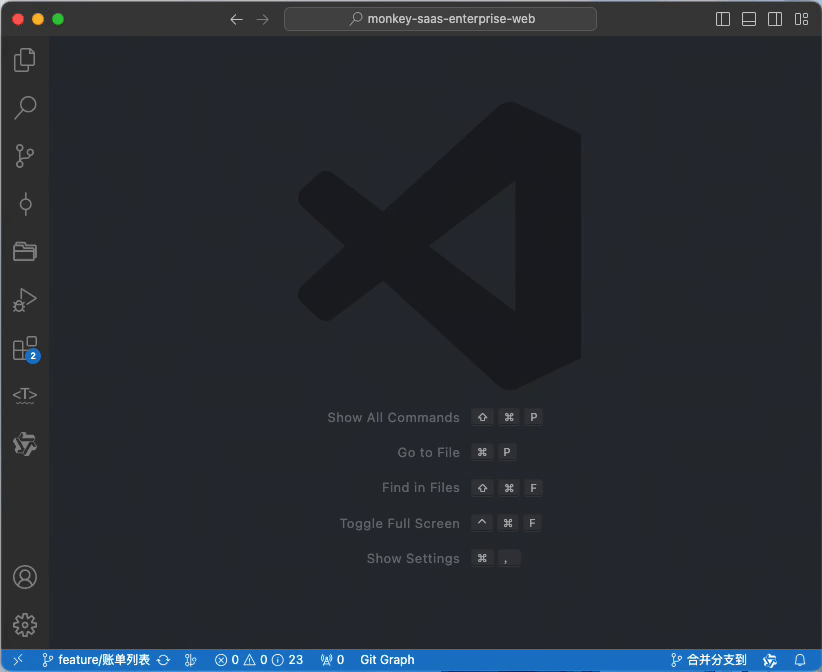 monkey-saas-enterprise-web
2
<T>
Show All Commands ⇧ ⌘ P
Go to File ⌘ P
Find in Files ⇧ ⌘ F
Toggle Full Screen ^ ⌘ F
Show Settings ⌘ ,
feature/账单列表 0 0 23 0 Git Graph 合并分支到